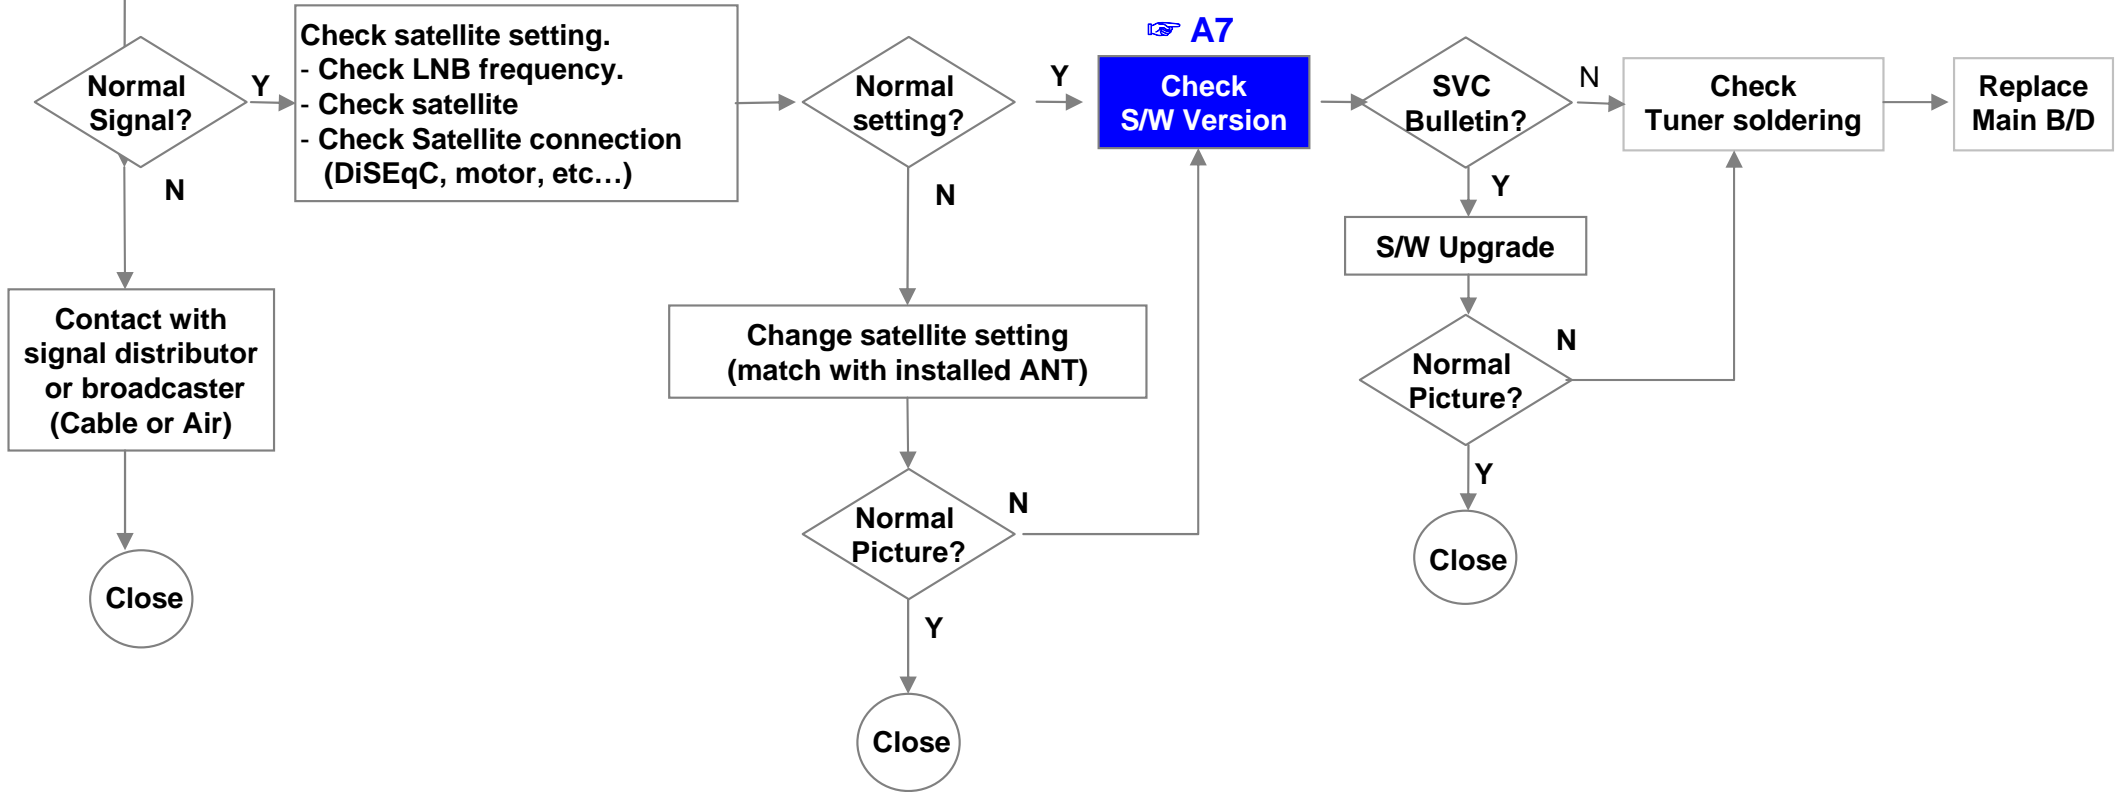 Normal
Signal?
Y
N
Check satellite setting.
- Check LNB frequency.
- Check satellite
- Check Satellite connection
(DiSEqC, motor, etc…)
Contact with
signal distributor
or broadcaster
(Cable or Air)
Close
Normal
setting?
Y
N
Change satellite setting
(match with installed ANT)
Normal
Picture?
N
Y
Close
☞ A7
Check
S/W Version
SVC
Bulletin?
N
Y
S/W Upgrade
Normal
Picture?
N
Y
Close
Check
Tuner soldering
Replace
Main B/D